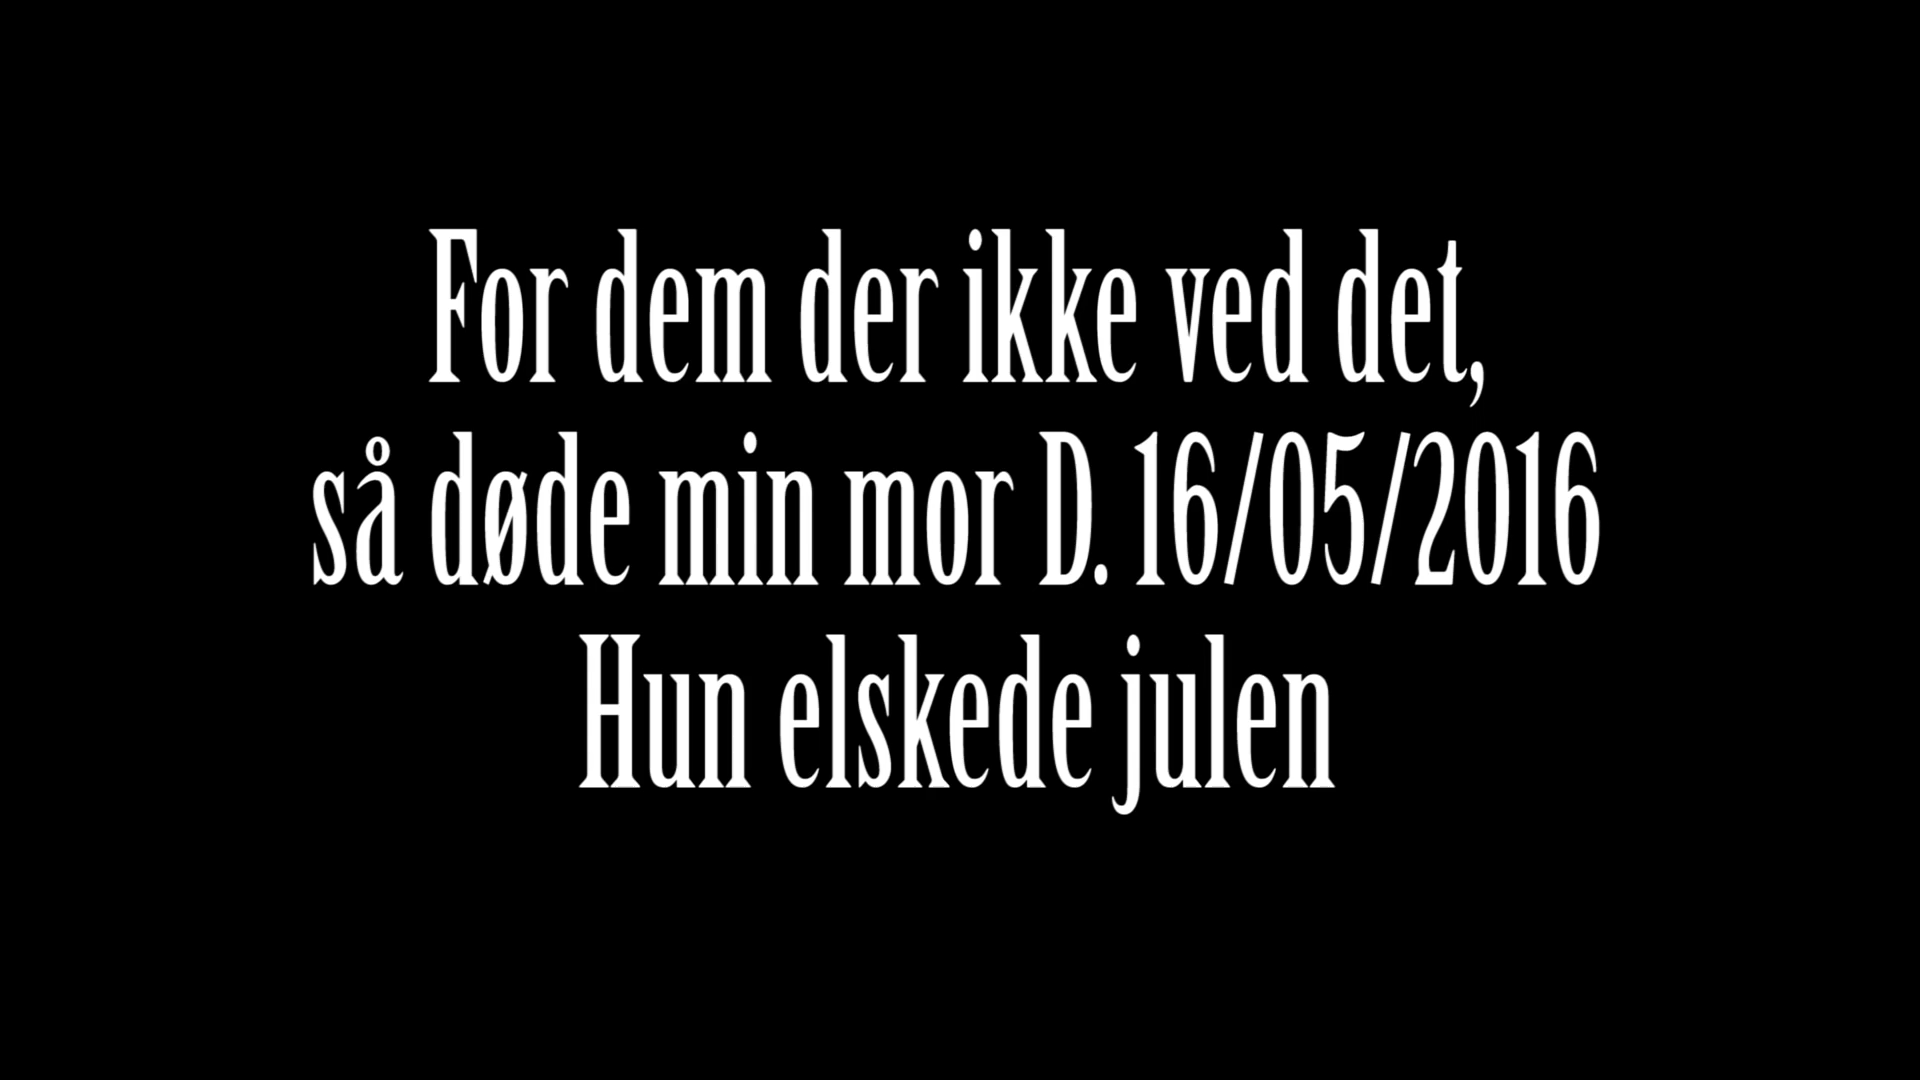 For dem der ikke ved det,
så døde min mor D. 16/05/2016
Hun elskede julen